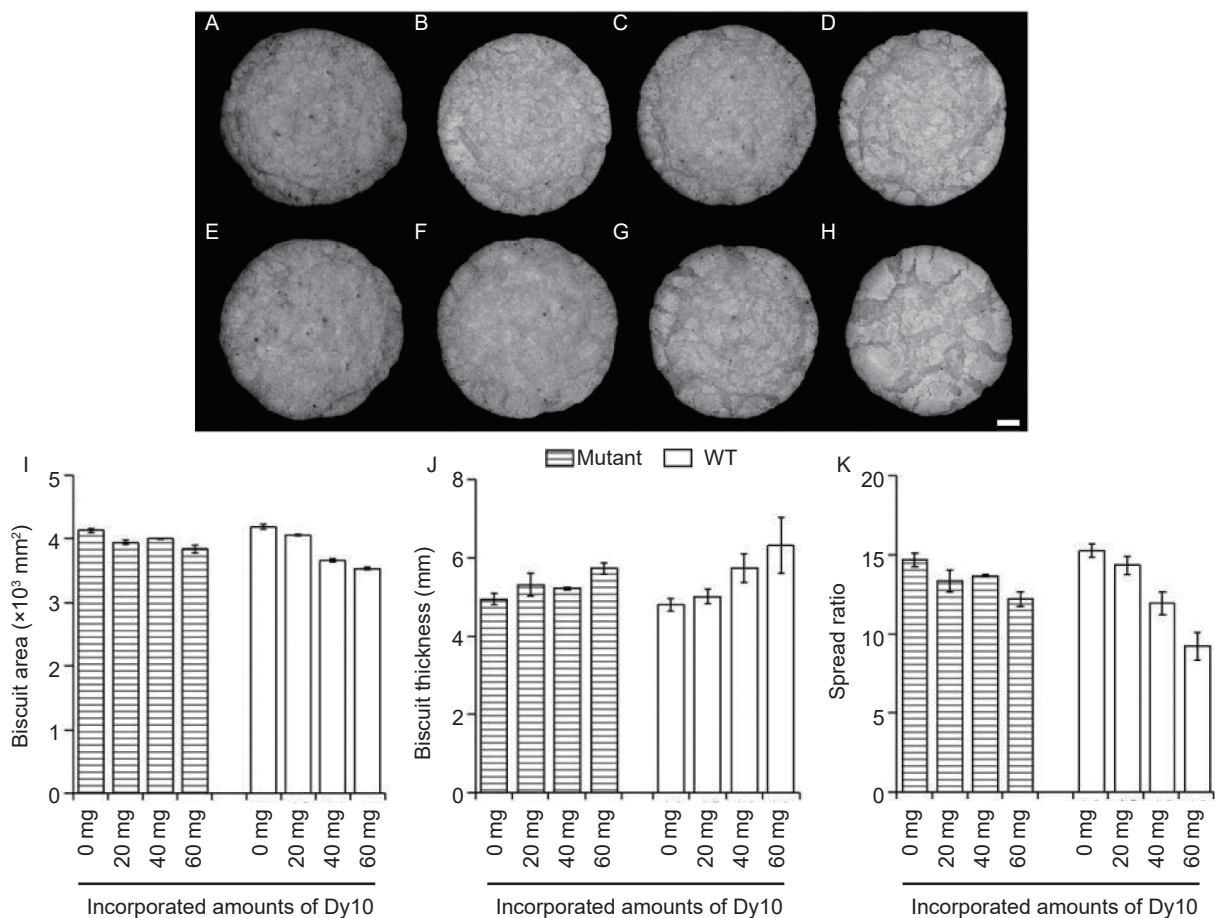 A
B
C
D
E
F
G
H
I
J
K
Mutant
WT
Biscuit area (×10³ mm²)
5
4
3
2
1
0
0 mg
20 mg
40 mg
60 mg
0 mg
20 mg
40 mg
60 mg
Incorporated amounts of Dy10
Biscuit thickness (mm)
8
6
4
2
0
0 mg
20 mg
40 mg
60 mg
0 mg
20 mg
40 mg
60 mg
Incorporated amounts of Dy10
Spread ratio
20
15
10
5
0
0 mg
20 mg
40 mg
60 mg
0 mg
20 mg
40 mg
60 mg
Incorporated amounts of Dy10